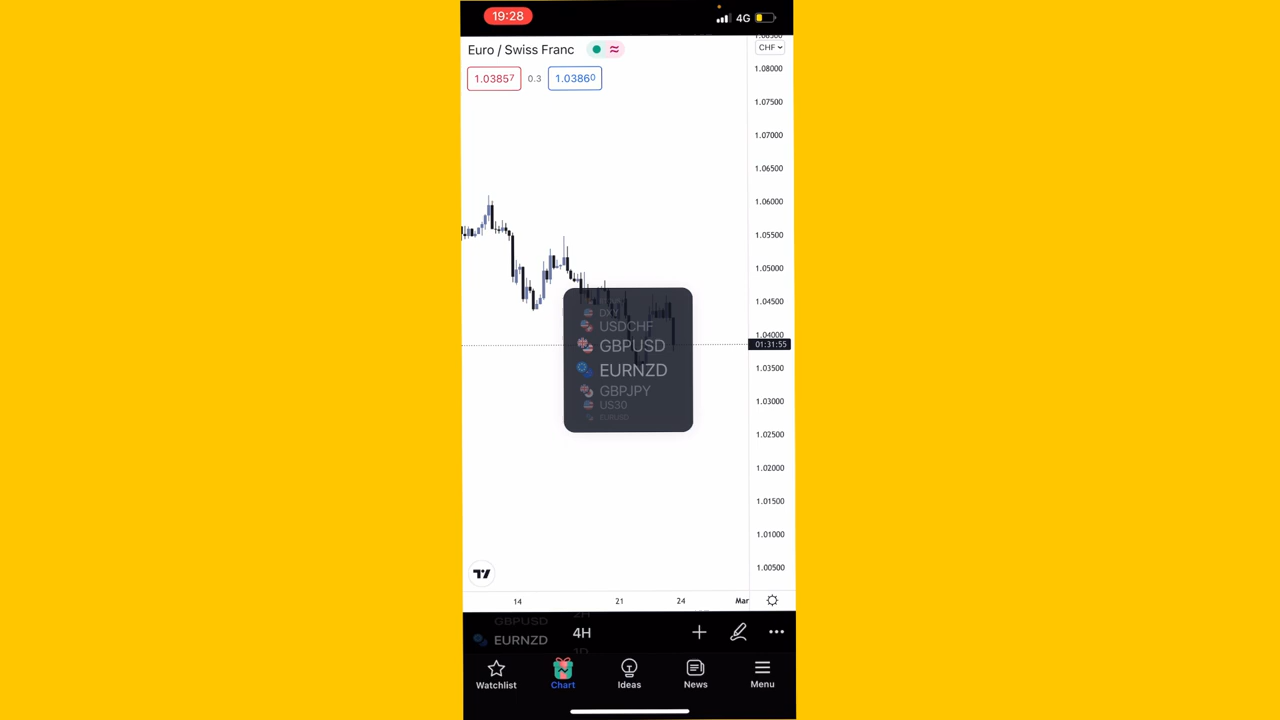 19:28
4G
Euro / Swiss Franc
CHF
1.03857
0.3
1.03860
1.08000
1.07500
1.07000
1.06500
1.06000
1.05500
1.05000
1.04500
1.04000
01:31:55
1.03500
1.03000
1.02500
1.02000
1.01500
1.01000
1.00500
DXY
USDCHF
GBPUSD
EURNZD
GBPJPY
US30
14
21
24
Mar
GBPUSD
EURNZD
4H
1D
Watchlist
Chart
Ideas
News
Menu